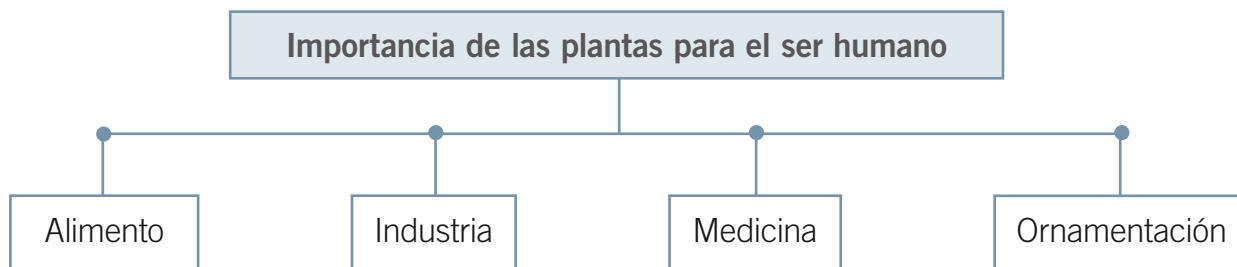 Importancia de las plantas para el ser humano
Alimento
Industria
Medicina
Ornamentación